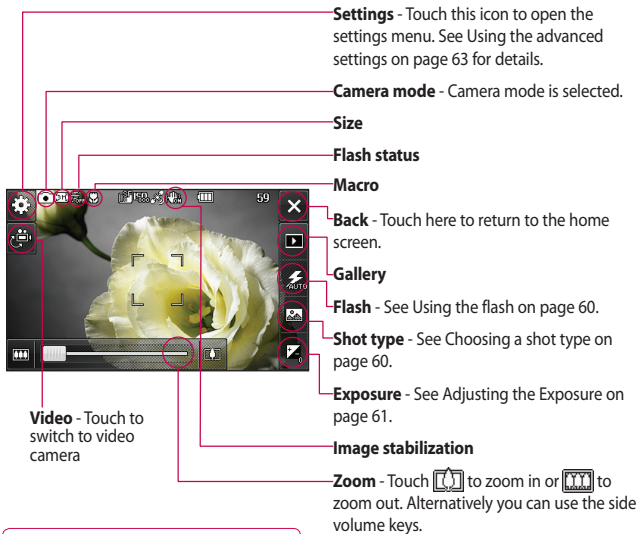 Settings - Touch this icon to open the
settings menu. See Using the advanced
settings on page 63 for details.
Camera mode - Camera mode is selected.
Size
Flash status
Macro
59
Back - Touch here to return to the home
screen.
Gallery
AUTO
Flash - See Using the flash on page 60.
Shot type - See Choosing a shot type on
page 60.
0
Exposure - See Adjusting the Exposure on
page 61.
Video - Touch to
switch to video
camera
Image stabilization
Zoom - Touch to zoom in or to
zoom out. Alternatively you can use the side
volume keys.